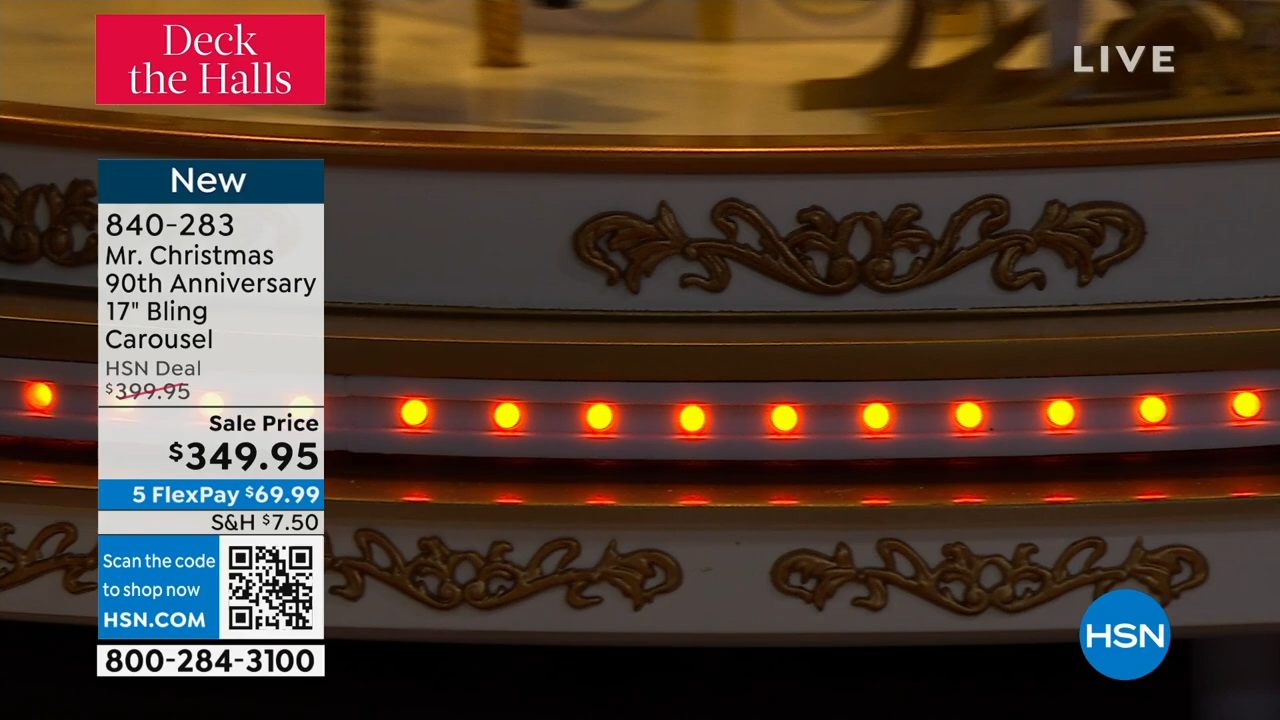 Deck
the Halls
LIVE
New
840-283
Mr. Christmas
90th Anniversary
17" Bling
Carousel
HSN Deal
$399.95
Sale Price
$349.95
5 FlexPay $69.99
S&H $7.50
Scan the code
to shop now
HSN.COM
800-284-3100
HSN